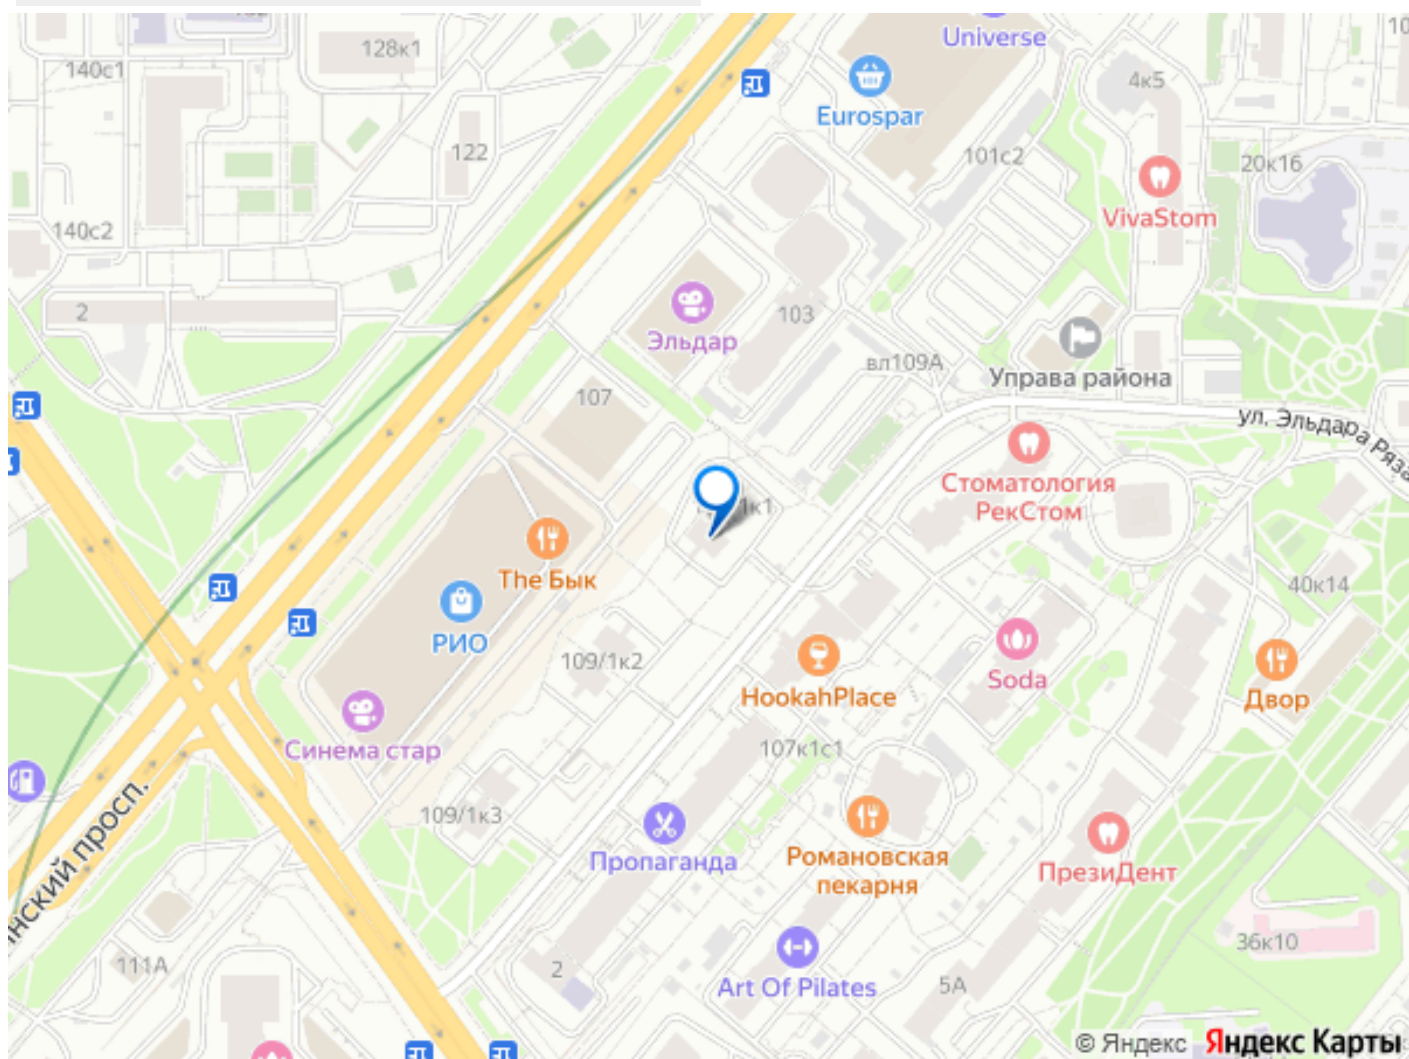 Universe
128к1
140с1
4к5
Eurospar
122
101с2
20к16
VivaStom
140с2
2
103
Эльдар
вл109А
Управа района
107
ул. Эльдара Ряза
Стоматология
РекСтом
1к1
The Бык
40к14
РИО
109/1к2
Soda
HookahPlace
Двор
Синема стар
107к1с1
109/1к3
нский просп.
Пропаганда
Романовская
пекарня
ПрезиДент
36к10
111А
2
Art Of Pilates
5А
© Яндекс Яндекс Карты